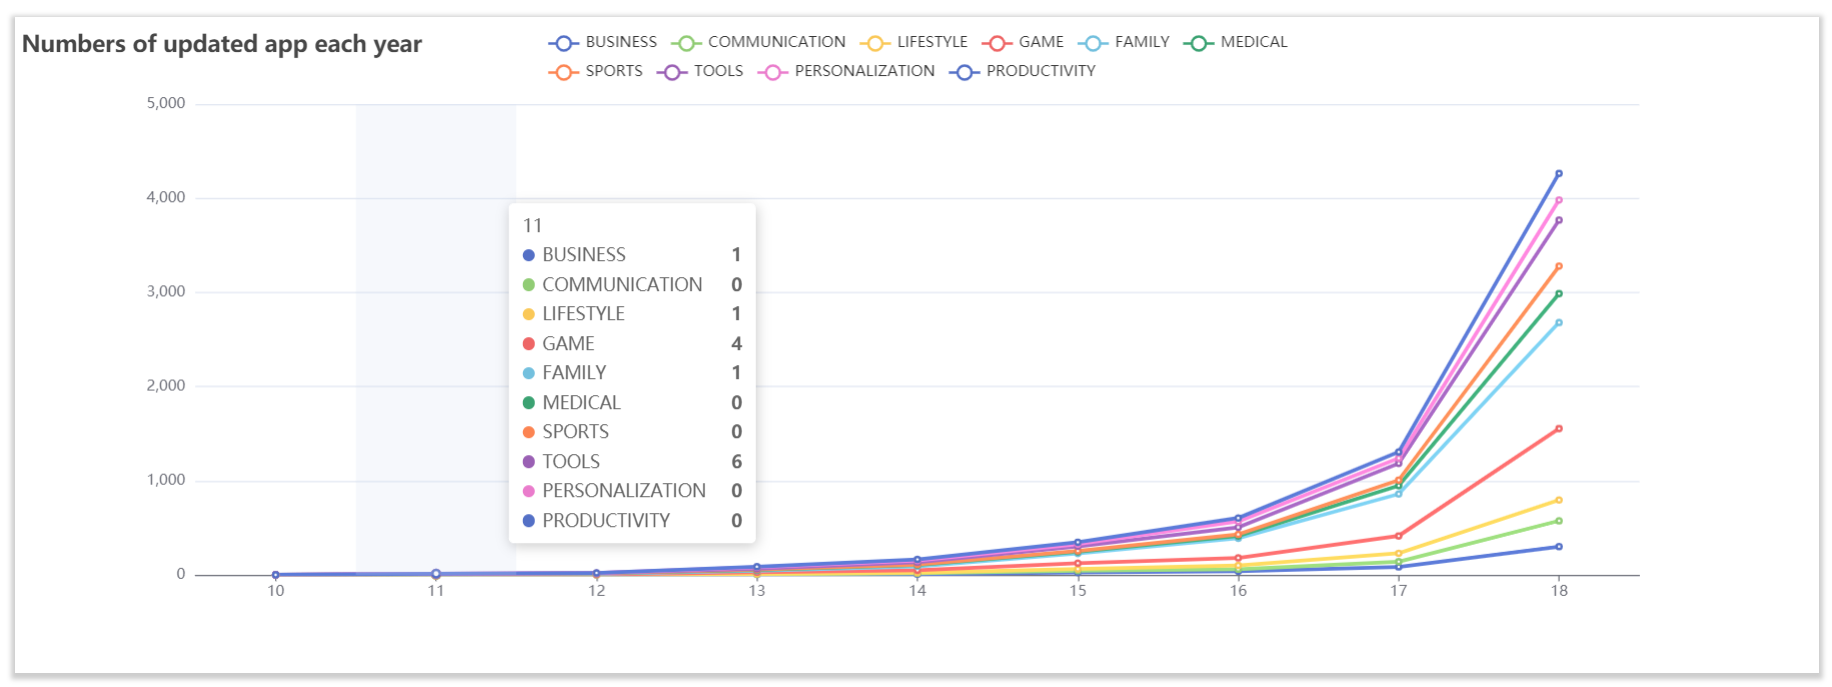 Numbers of updated app each year
BUSINESS COMMUNICATION LIFESTYLE GAME FAMILY MEDICAL
SPORTS TOOLS PERSONALIZATION PRODUCTIVITY
5,000
4,000
3,000
2,000
1,000
0
11
BUSINESS 1
COMMUNICATION 0
LIFESTYLE 1
GAME 4
FAMILY 1
MEDICAL 0
SPORTS 0
TOOLS 6
PERSONALIZATION 0
PRODUCTIVITY 0
10 11 12 13 14 15 16 17 18